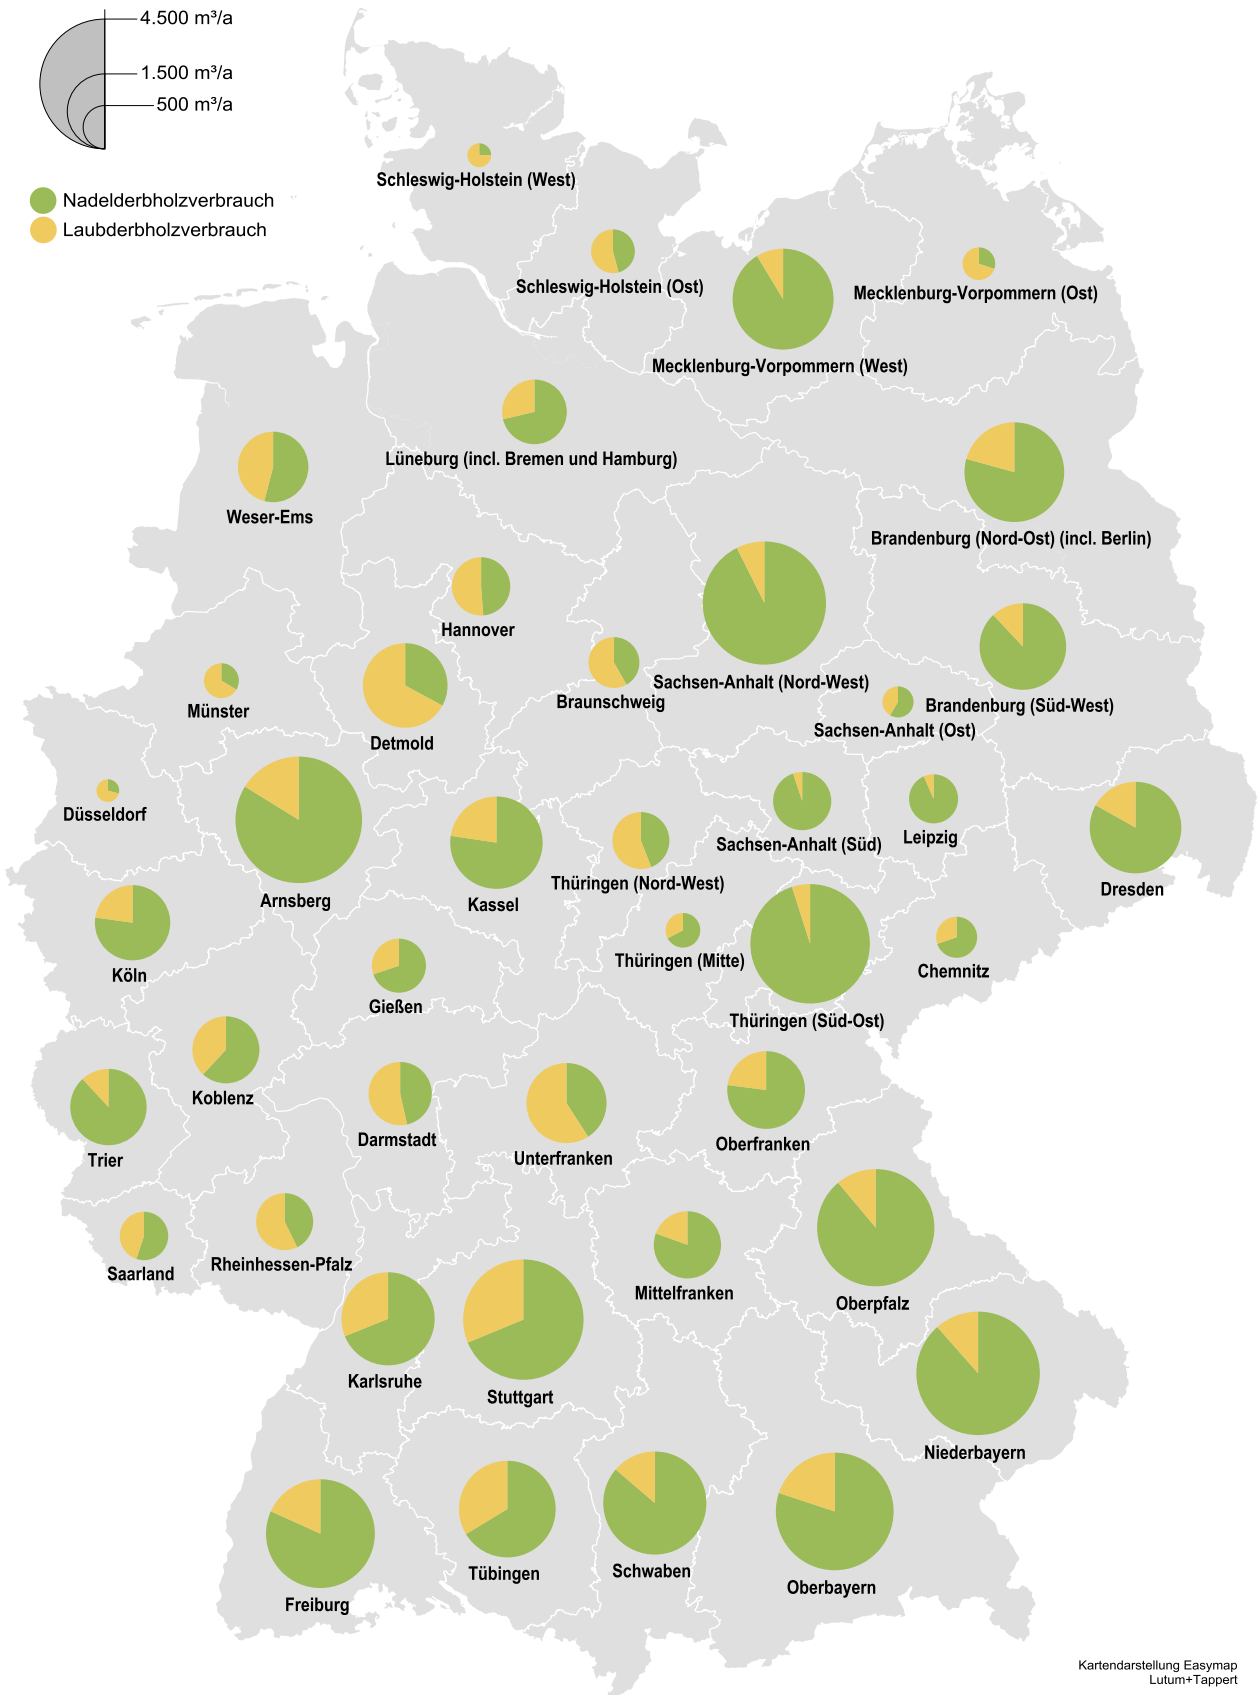 4.500 m³/a
1.500 m³/a
500 m³/a
Nadelderbholzverbrauch
Laubderbholzverbrauch
Schleswig-Holstein (West)
Schleswig-Holstein (Ost)
Mecklenburg-Vorpommern (Ost)
Mecklenburg-Vorpommern (West)
Lüneburg (incl. Bremen und Hamburg)
Weser-Ems
Brandenburg (Nord-Ost) (incl. Berlin)
Hannover
Sachsen-Anhalt (Nord-West)
Braunschweig
Brandenburg (Süd-West)
Münster
Sachsen-Anhalt (Ost)
Detmold
Düsseldorf
Leipzig
Sachsen-Anhalt (Süd)
Thüringen (Nord-West)
Dresden
Arnsberg
Kassel
Thüringen (Mitte)
Chemnitz
Köln
Gießen
Thüringen (Süd-Ost)
Koblenz
Darmstadt
Oberfranken
Trier
Unterfranken
Rheinhessen-Pfalz
Saarland
Mittelfranken
Oberpfalz
Karlsruhe
Stuttgart
Niederbayern
Tübingen
Schwaben
Oberbayern
Freiburg
Kartendarstellung Easymap
Lutum+Tappert